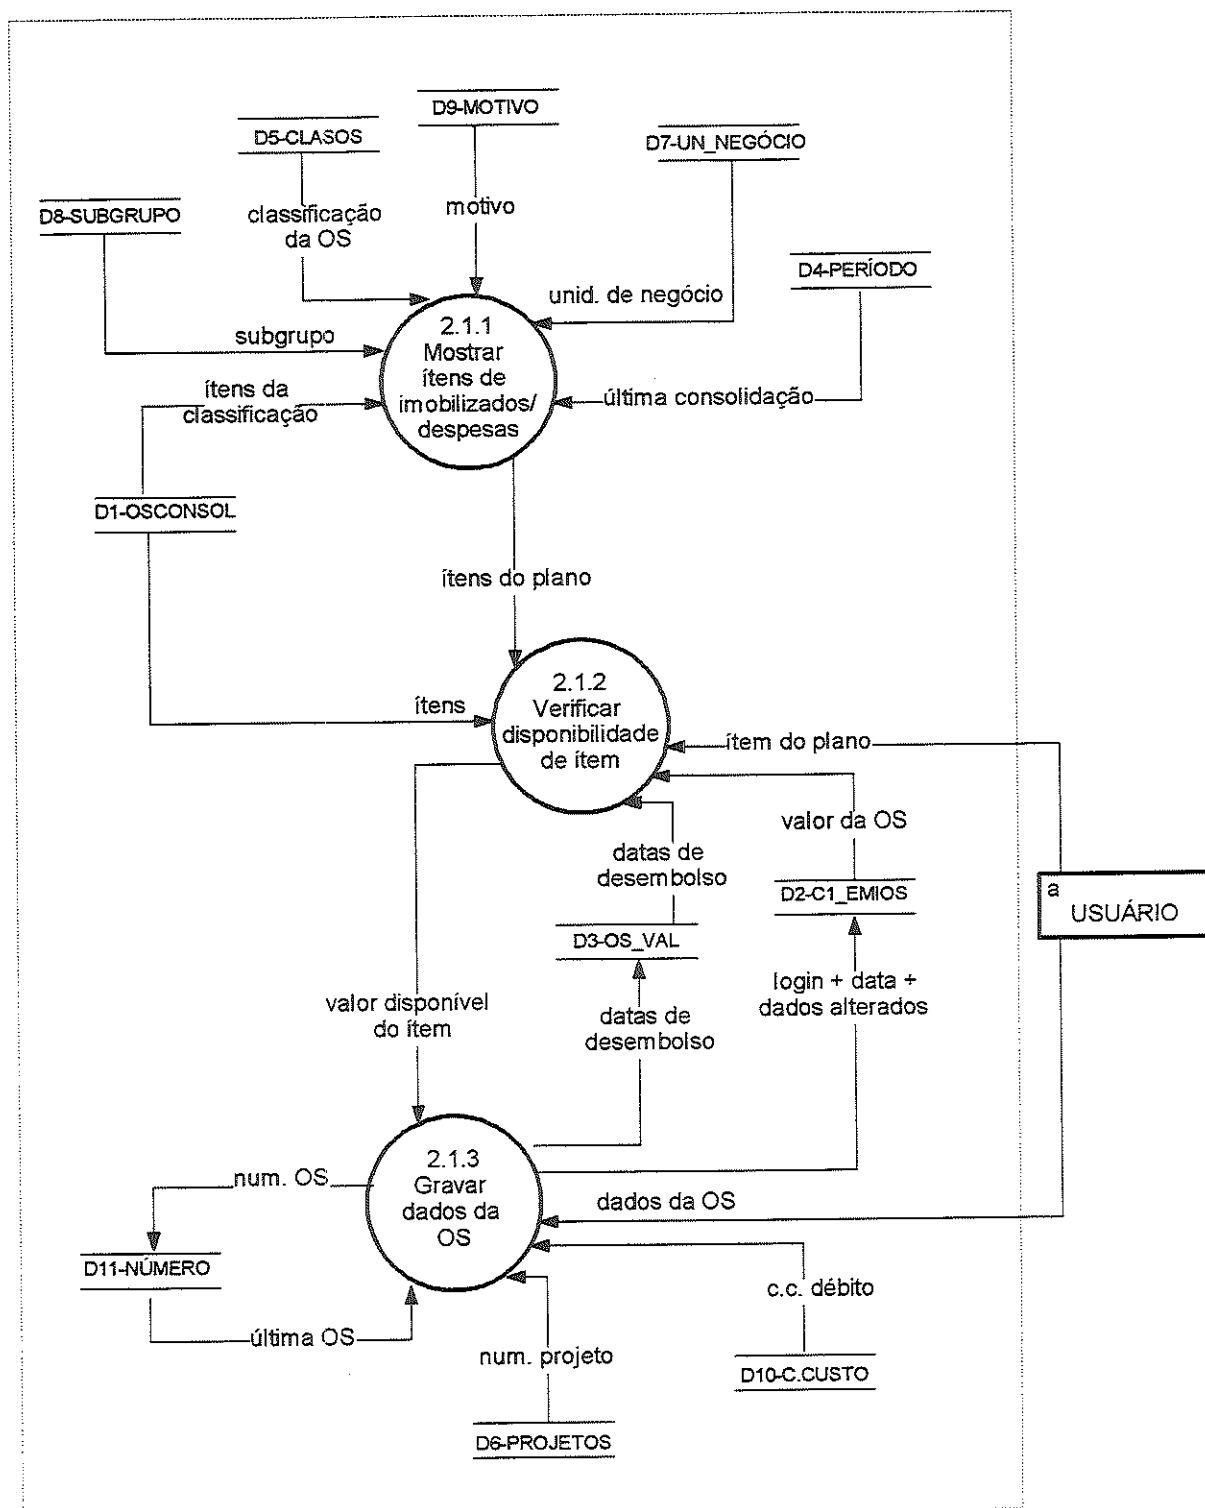 D9-MOTIVO
D5-CLASOS
D7-UN_NEGÓCIO
D8-SUBGRUPO
classificação
da OS
motivo
D4-PERÍODO
unid. de negócio
2.1.1
Mostrar
ítens de
imobilizados/
despesas
subgrupo
ítens da
classificação
última consolidação
D1-OSCONSOL
ítens do plano
2.1.2
Verificar
disponibilidade
de ítem
ítens
ítem do plano
valor da OS
datas de
desembolso
D2-C1_EMIOS
a
USUÁRIO
D3-OS_VAL
login + data +
dados alterados
valor disponível
do ítem
datas de
desembolso
2.1.3
Gravar
dados da
OS
num. OS
dados da OS
D11-NÚMERO
c.c. débito
última OS
num. projeto
D10-C.CUSTO
D6-PROJETOS